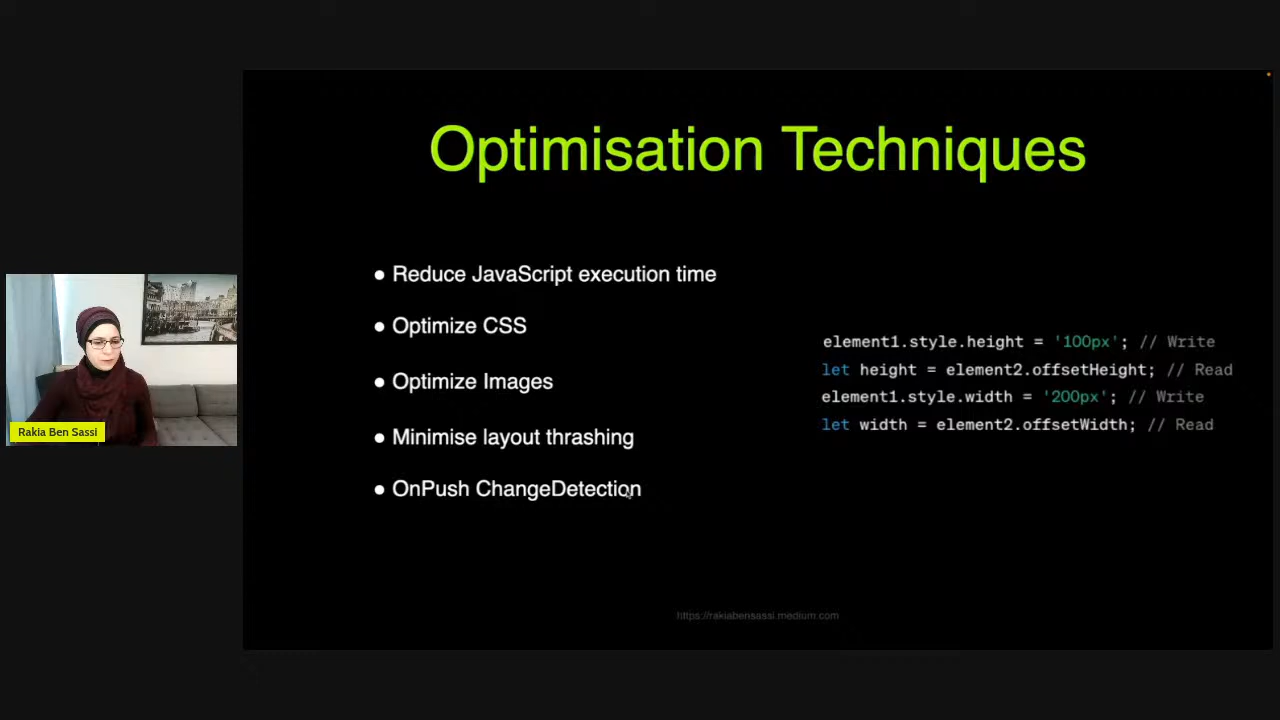 Optimisation Techniques
● Reduce JavaScript execution time
● Optimize CSS
● Optimize Images
● Minimise layout thrashing
● OnPush ChangeDetection
element1.style.height = '100px'; // Write
let height = element2.offsetHeight; // Read
element1.style.width = '200px'; // Write
let width = element2.offsetWidth; // Read
Rakia Ben Sassi
https://rakiabensassi.medium.com